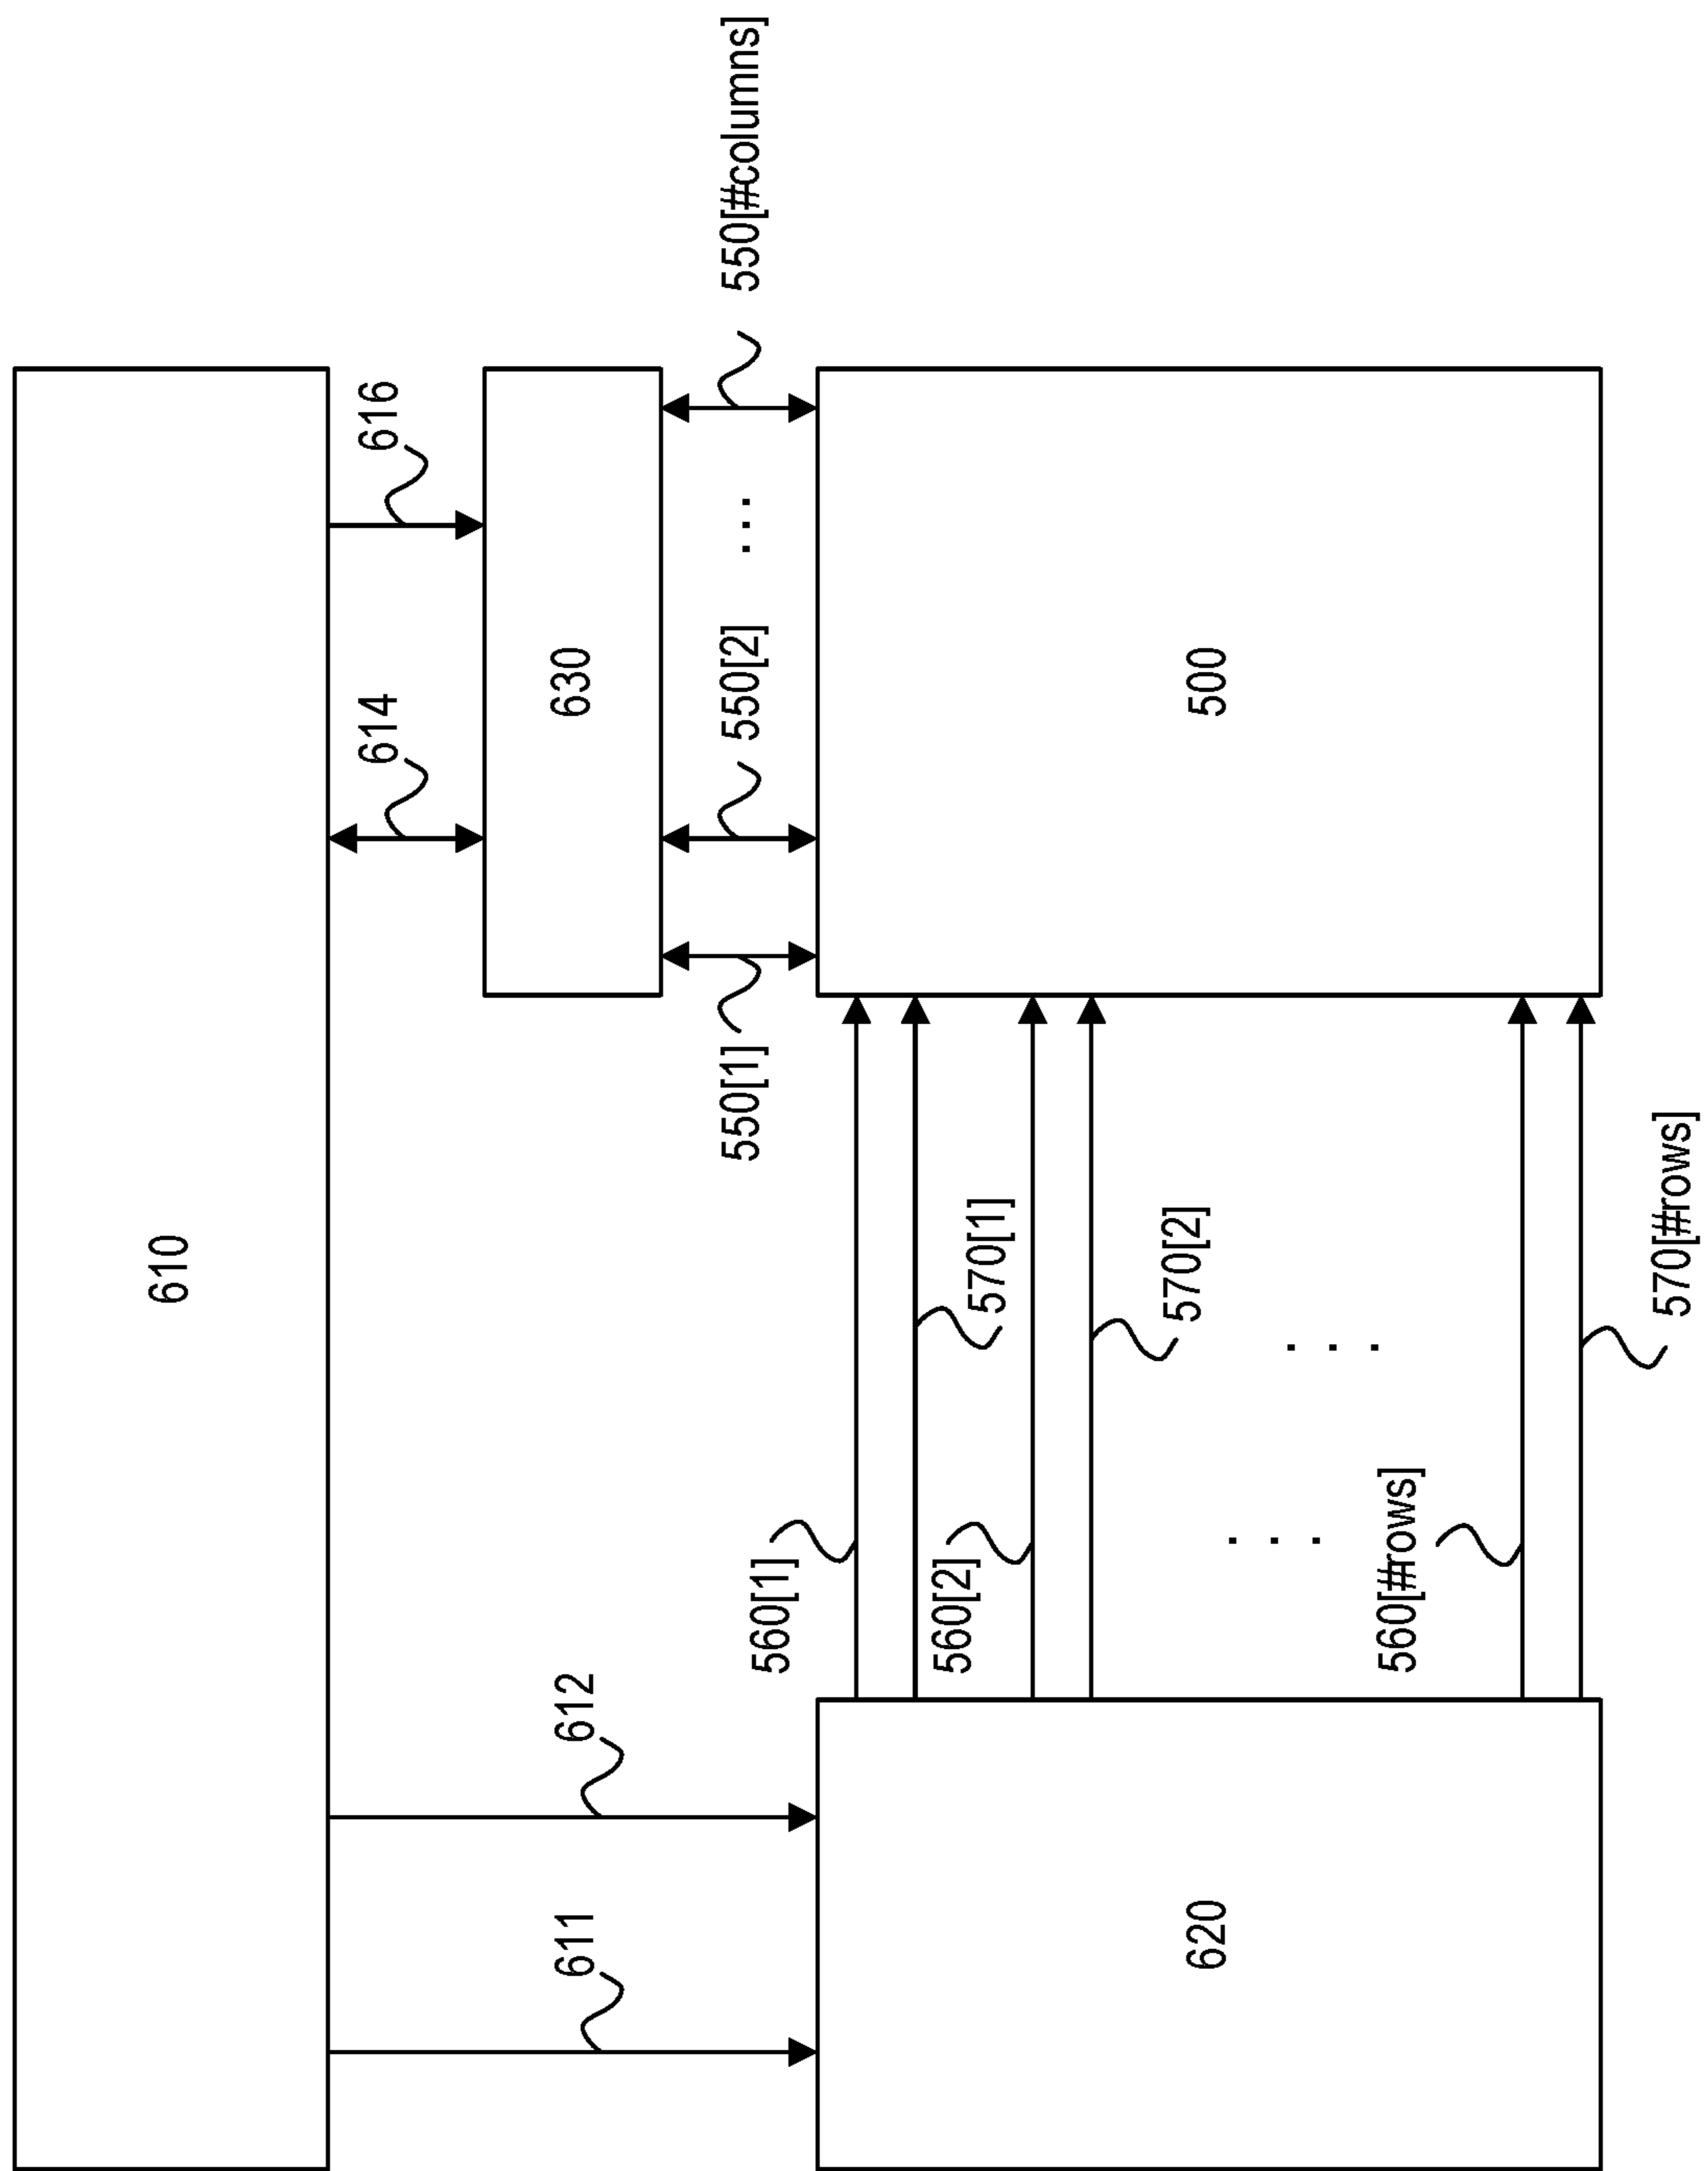 610
614
616
611
612
630
550[1]
550[2]
550[#columns]
. . .
560[1]
560[2]
570[1]
570[2]
620
500
. . .
. . .
560[#rows]
570[#rows]